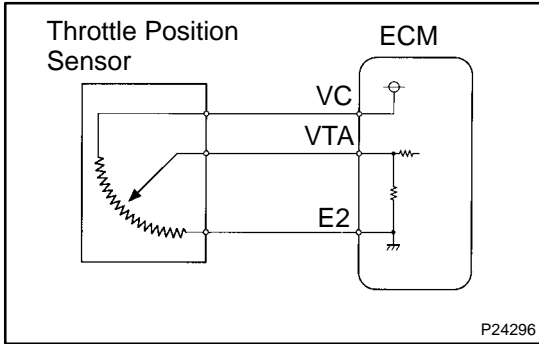 Throttle Position
Sensor
ECM
VC
VTA
E2
P24296